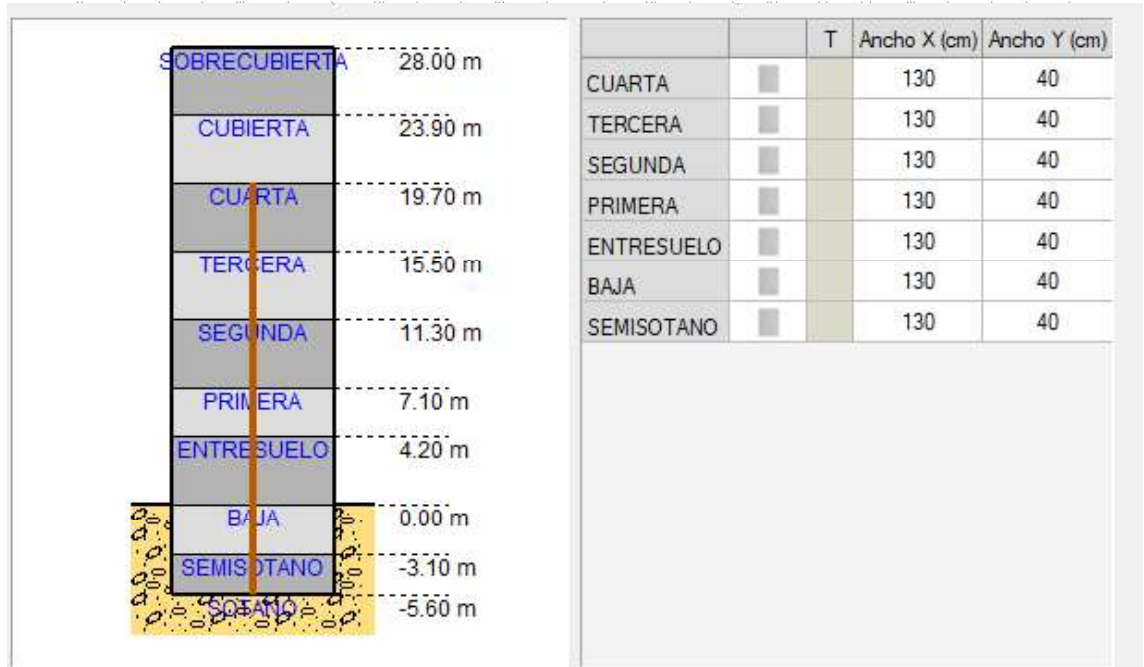 SOBRECUBIERTA 28.00 m
CUBIERTA 23.90 m
CUARTA 19.70 m
TERCERA 15.50 m
SEGUNDA 11.30 m
PRIMERA 7.10 m
ENTRESUELO 4.20 m
BAJA 0.00 m
SEMISOTANO -3.10 m
SOTANO -5.60 m
T Ancho X (cm) Ancho Y (cm)
CUARTA 130 40
TERCERA 130 40
SEGUNDA 130 40
PRIMERA 130 40
ENTRESUELO 130 40
BAJA 130 40
SEMISOTANO 130 40